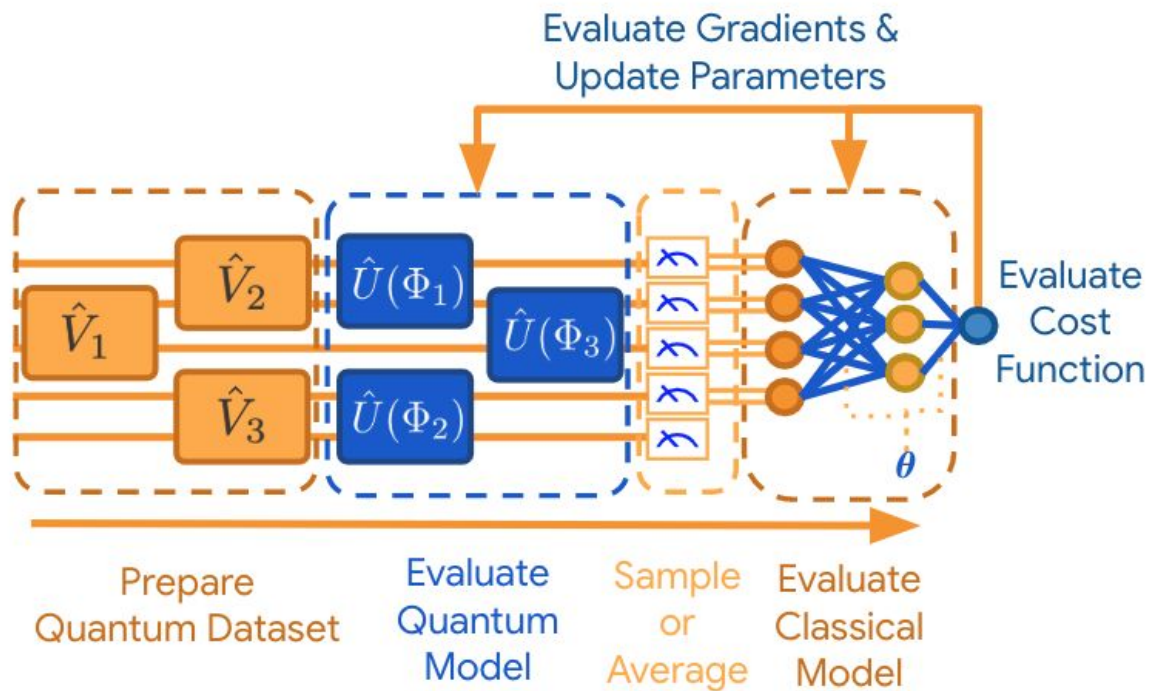 Evaluate Gradients &
Update Parameters
V̂₂
Û(Φ₁)
V̂₁
Û(Φ₃)
V̂₃
Û(Φ₂)
Evaluate
Cost
Function
θ
Prepare
Quantum Dataset
Evaluate
Quantum
Model
Sample
or
Average
Evaluate
Classical
Model